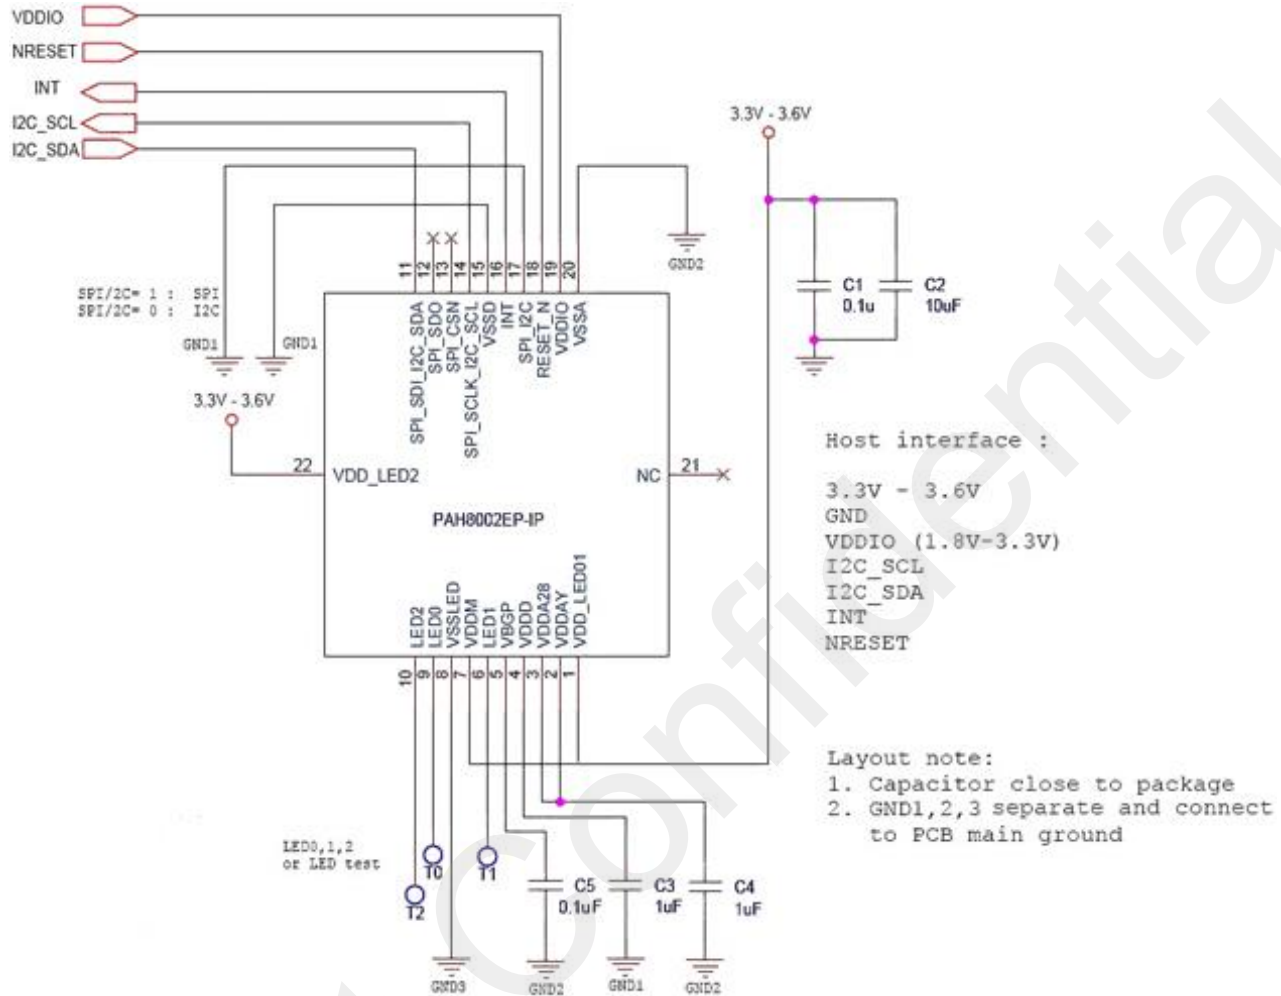 VDDIO
NRESET
INT
I2C_SCL
I2C_SDA
3.3V - 3.6V
GND2
C1
0.1u
C2
10uF
SPI/2C= 1 : SPI
SPI/2C= 0 : I2C
GND1
GND1
3.3V - 3.6V
11
12
13
14
15
16
17
18
19
20
SPI_SDI_I2C_SDA
SPI_SDO
SPI_CSN
SPI_SCLK_I2C_SCL
VSSD
INT
SPI_I2C
RESET_N
VDDIO
VSSA
22
VDD_LED2
NC
21
PAH8002EP-IP
LED2
LED0
VSSLED
VDDM
LED1
VBGP
VDDD
VDDA28
VDDAY
VDD_LED01
10
9
8
7
6
5
4
3
2
1
Host interface :
3.3V - 3.6V
GND
VDDIO (1.8V-3.3V)
I2C_SCL
I2C_SDA
INT
NRESET
Layout note:
1. Capacitor close to package
2. GND1,2,3 separate and connect
to PCB main ground
LED0,1,2
or LED test
T0
T1
T2
C5
0.1uF
C3
1uF
C4
1uF
GND3
GND2
GND1
GND2
Confidential